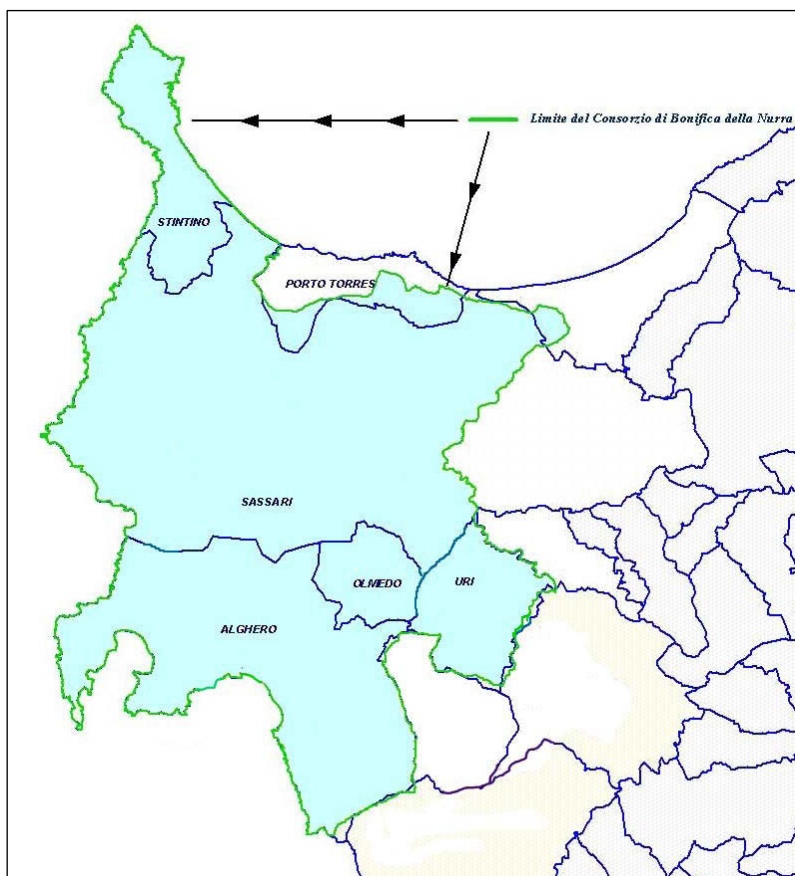 Limite del Consorzio di Bonifica della Nurra
STINTINO
PORTO TORRES
SASSARI
OLMEDO
URI
ALGHERO